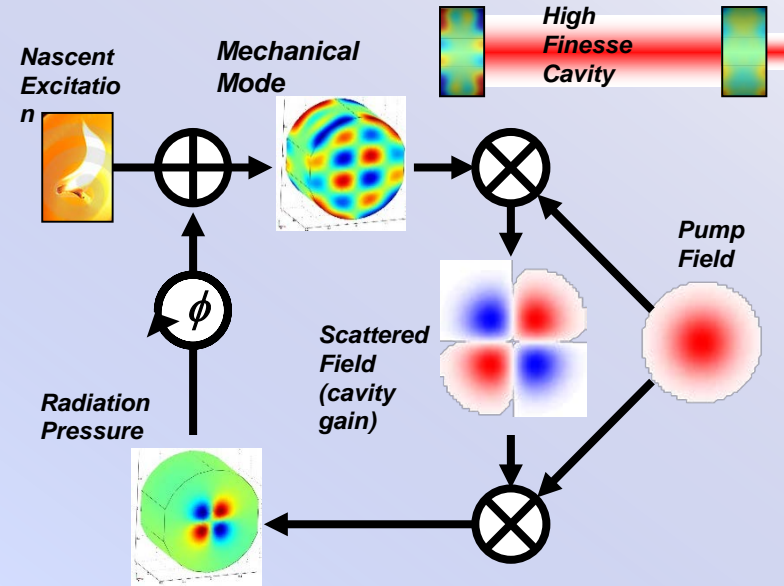 Nascent
Excitatio
n
Mechanical
Mode
High
Finesse
Cavity
Pump
Field
ϕ
Scattered
Field
(cavity
gain)
Radiation
Pressure